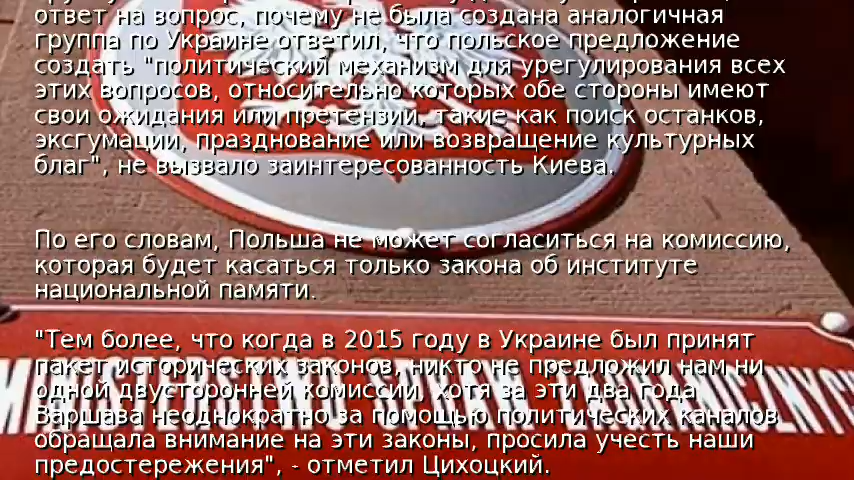 ответ на вопрос, почему не была создана аналогичная
группа по Украине ответил, что польское предложение
создать "политический механизм для урегулирования всех
этих вопросов, относительно которых обе стороны имеют
свои ожидания или претензии, такие как поиск останков,
эксгумации, празднование или возвращение культурных
благ", не вызвало заинтересованность Киева.
По его словам, Польша не может согласиться на комиссию,
которая будет касаться только закона об институте
национальной памяти.
"Тем более, что когда в 2015 году в Украине был принят
пакет исторических законов, никто не предложил нам ни
одной двусторонней комиссии, хотя за эти два года
Варшава неоднократно за помощью политических каналов
обращала внимание на эти законы, просила учесть наши
предостережения", - отметил Цихоцкий.